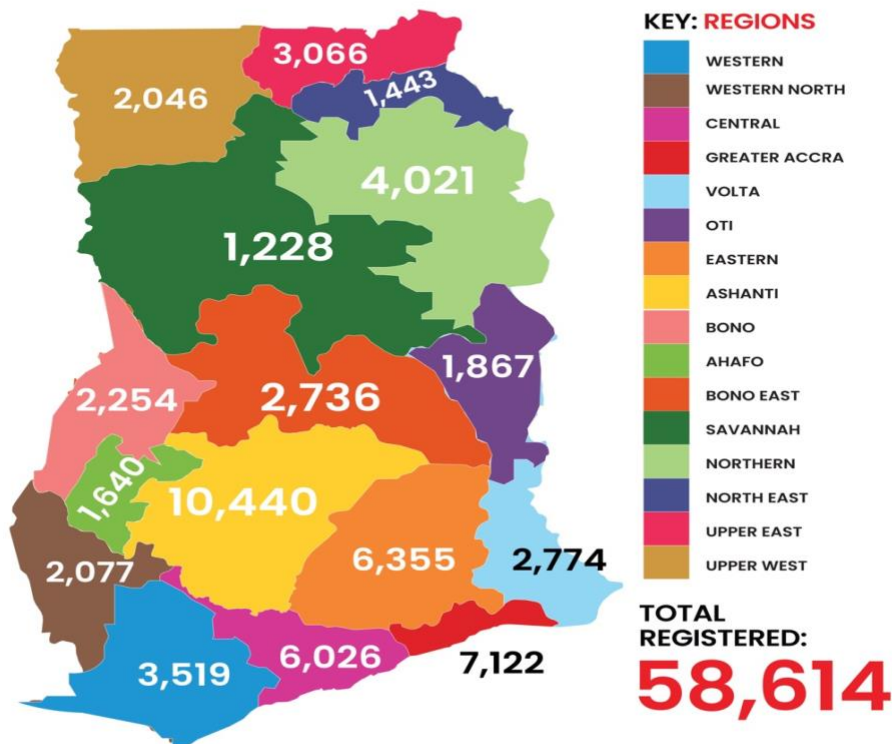 3,066
1,443
2,046
4,021
1,228
1,867
2,254
2,736
1,640
10,440
6,355
2,774
2,077
6,026
7,122
3,519
KEY: REGIONS
WESTERN
WESTERN NORTH
CENTRAL
GREATER ACCRA
VOLTA
OTI
EASTERN
ASHANTI
BONO
AHAFO
BONO EAST
SAVANNAH
NORTHERN
NORTH EAST
UPPER EAST
UPPER WEST
TOTAL
REGISTERED:
58,614